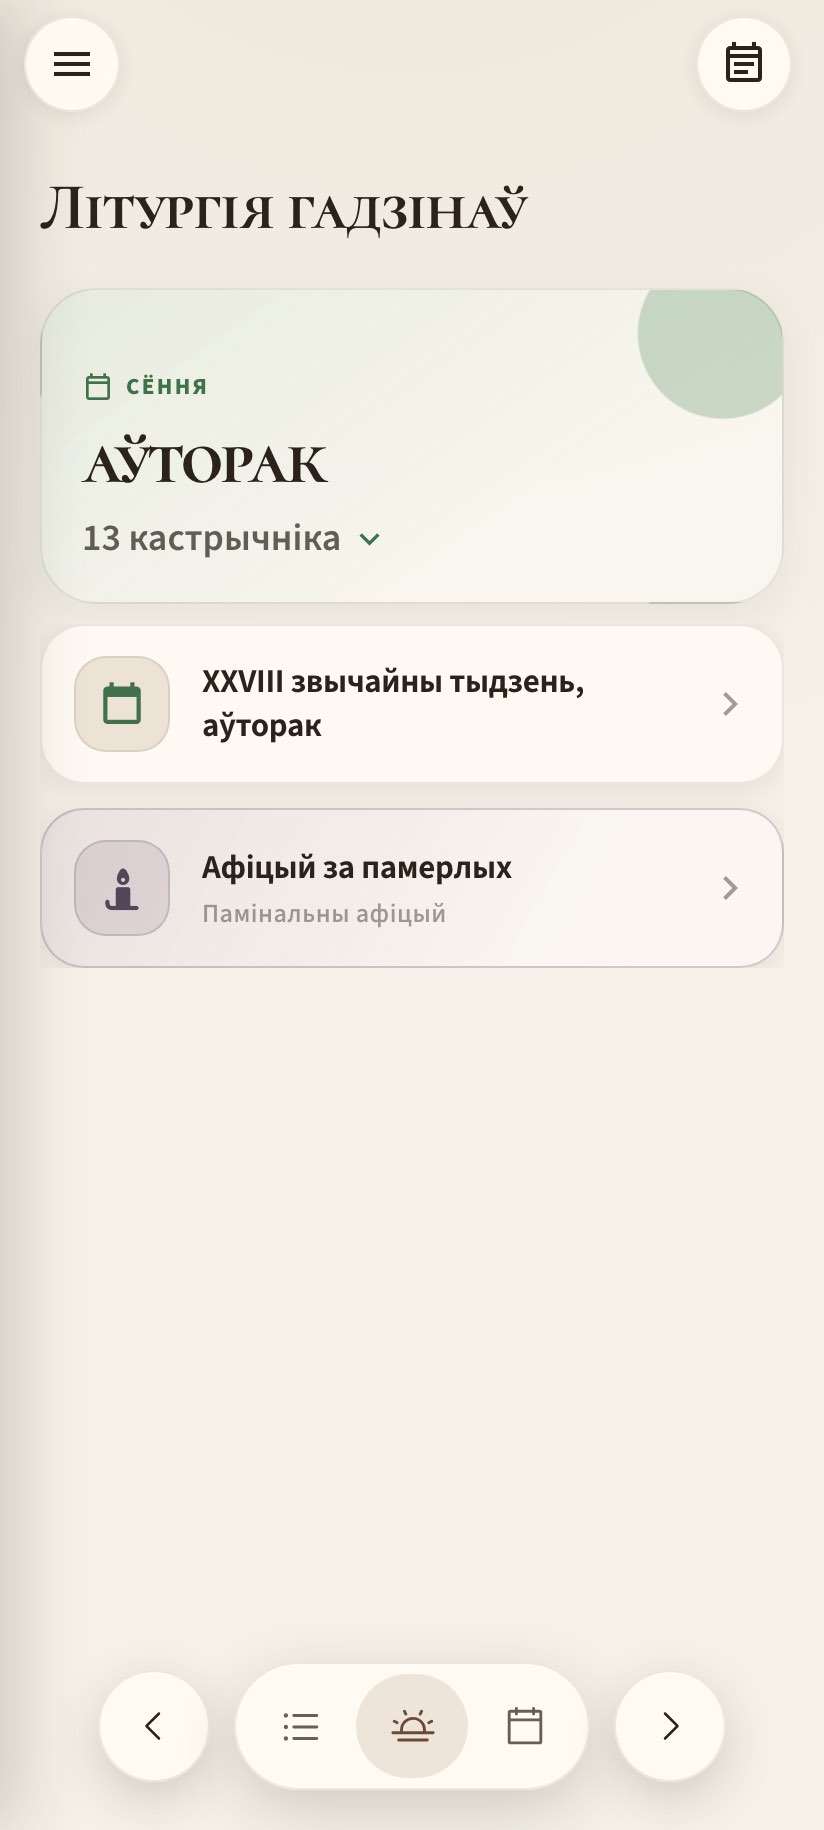 Літургія гадзінаў
СЁННЯ
АЎТОРАК
13 кастрычніка
XXVIII звычайны тыдзень,
аўторак
Афіцый за памерлых
Памінальны афіцый